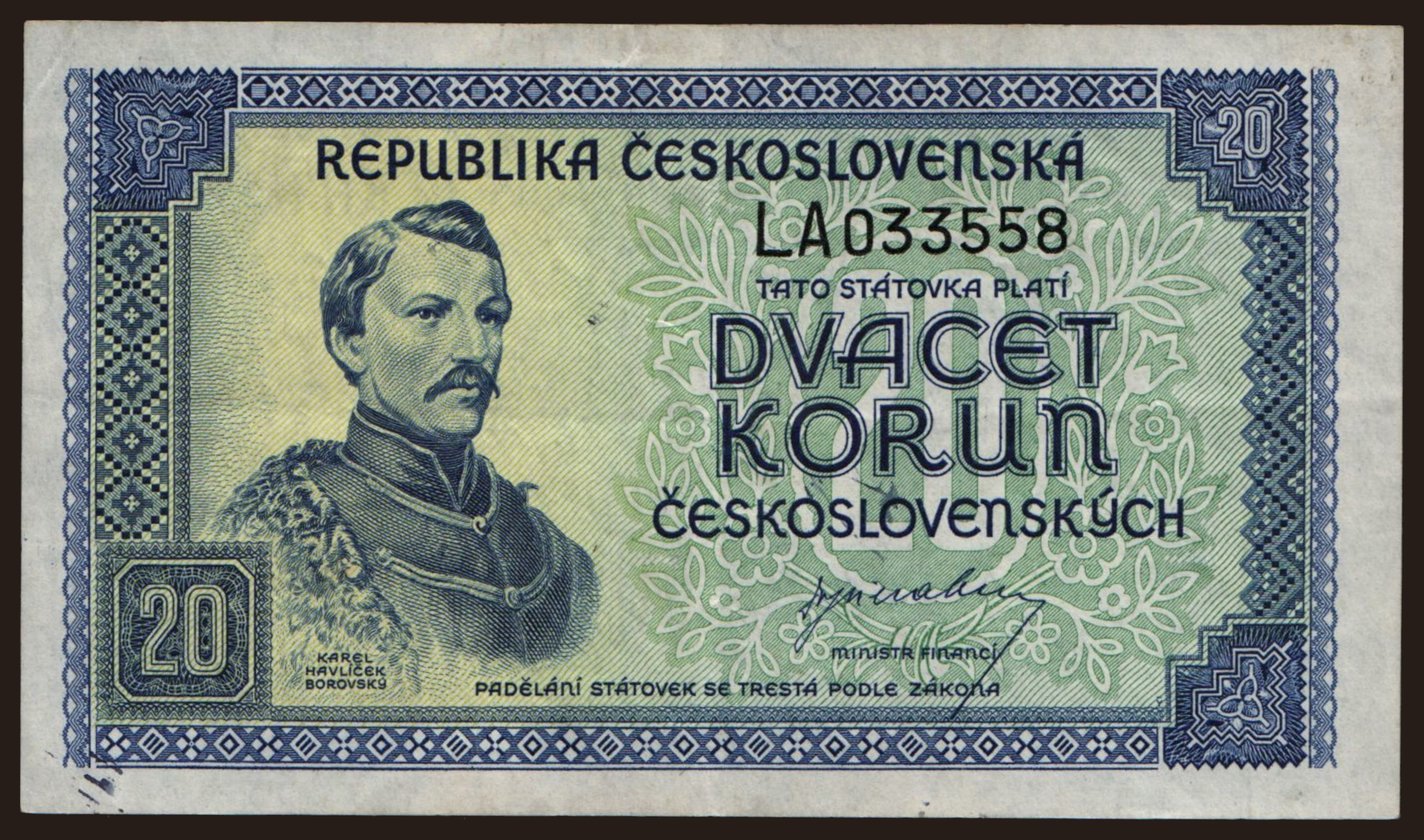 20
REPUBLIKA ČESKOSLOVENSKÁ
LA033558
TATO STÁTOVKA PLATÍ
DVACET
KORUN
ČESKOSLOVENSKÝCH
20
MINISTR FINANCÍ
20
KAREL
HAVLÍČEK
BOROVSKÝ
PADĚLÁNÍ STÁTOVEK SE TRESTÁ PODLE ZÁKONA